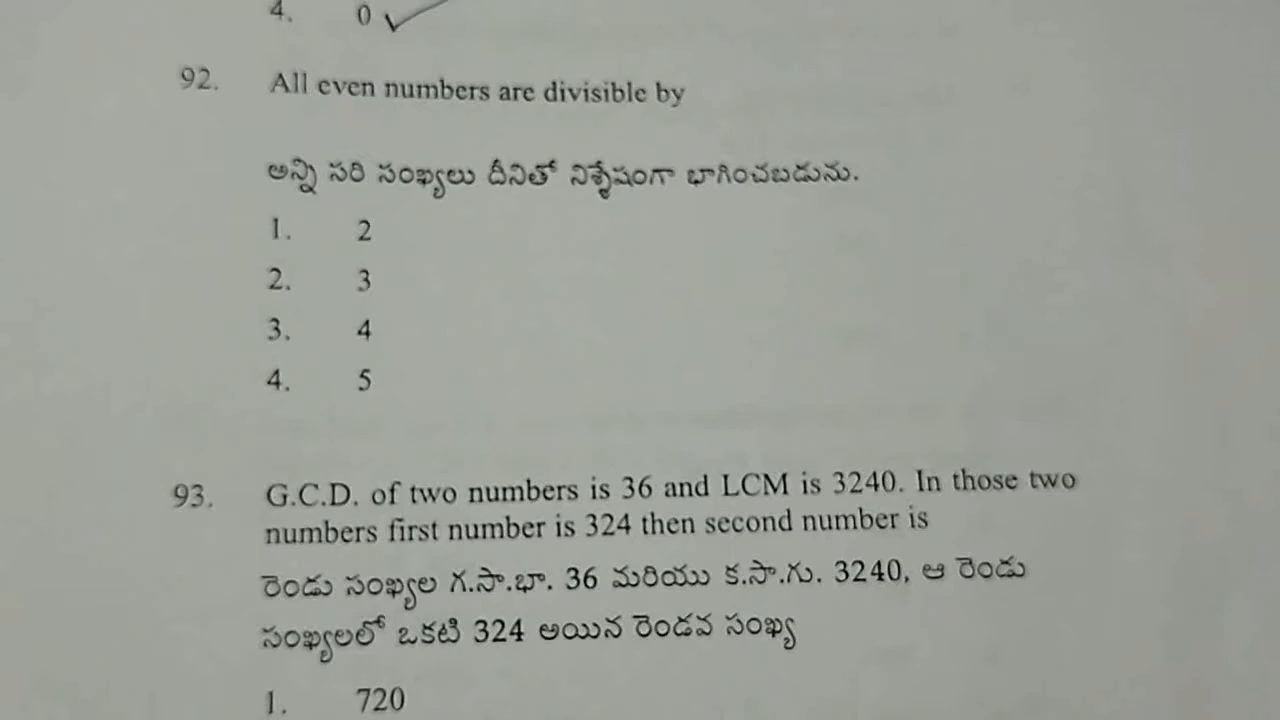 4. 0
92. All even numbers are divisible by
అన్ని సరి సంఖ్యలు దీనితో నిశ్శేషంగా భాగించబడును.
1. 2
2. 3
3. 4
4. 5
93. G.C.D. of two numbers is 36 and LCM is 3240. In those two
numbers first number is 324 then second number is
రెండు సంఖ్యల గ.సా.భా. 36 మరియు క.సా.గు. 3240, ఆ రెండు
సంఖ్యలలో ఒకటి 324 అయిన రెండవ సంఖ్య
1. 720